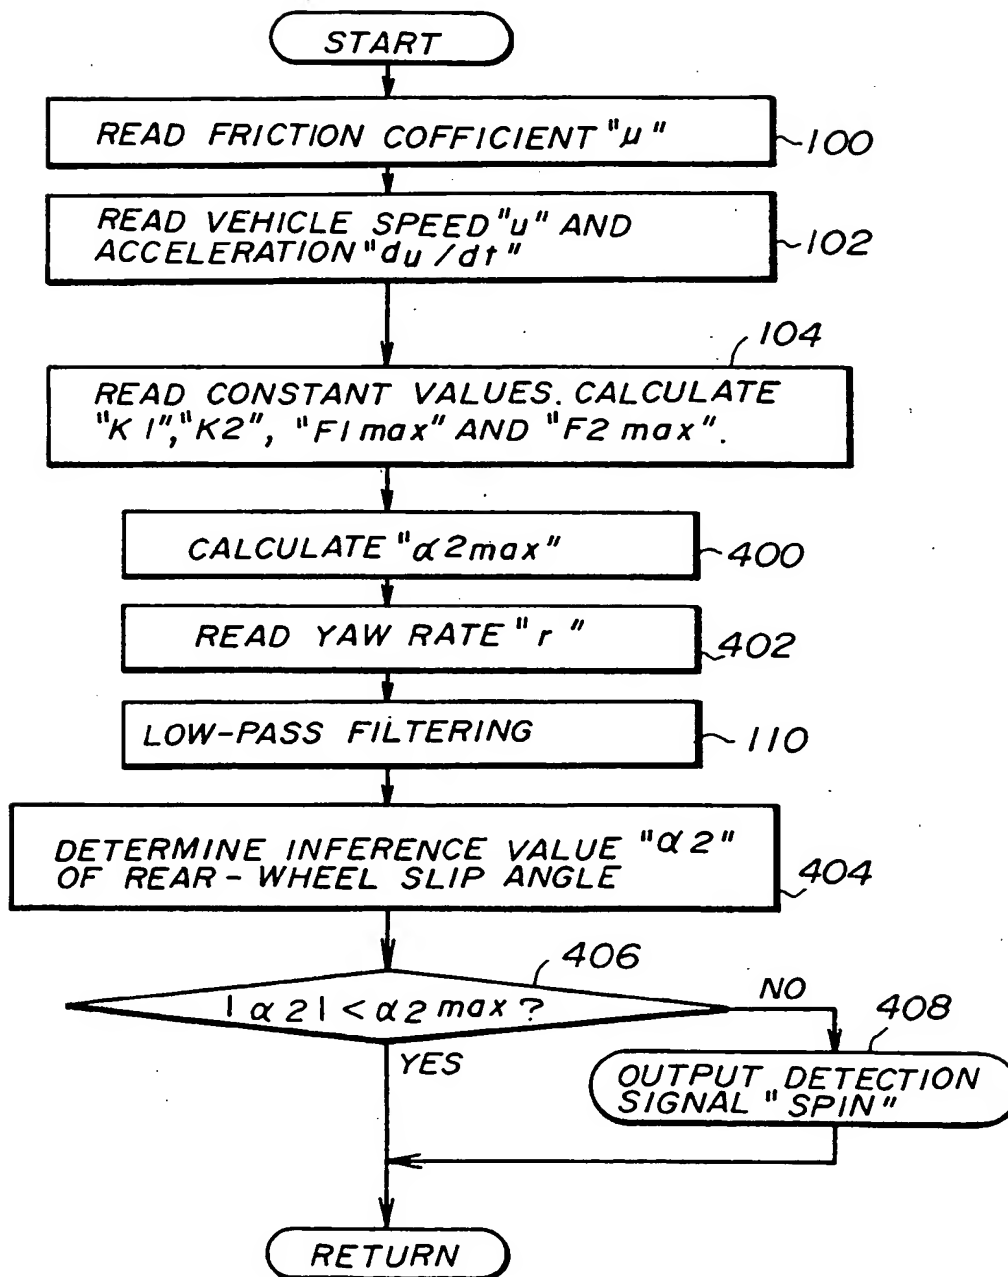 START
READ FRICTION COFFICIENT "μ"
100
READ VEHICLE SPEED "u" AND
ACCELERATION "du/dt"
102
104
READ CONSTANT VALUES. CALCULATE
"K1", "K2", "F1max" AND "F2max".
CALCULATE "α2max"
400
READ YAW RATE "r"
402
LOW-PASS FILTERING
110
DETERMINE INFERENCE VALUE "α2"
OF REAR-WHEEL SLIP ANGLE
404
406
|α2| < α2max?
NO
YES
408
OUTPUT DETECTION
SIGNAL "SPIN"
RETURN